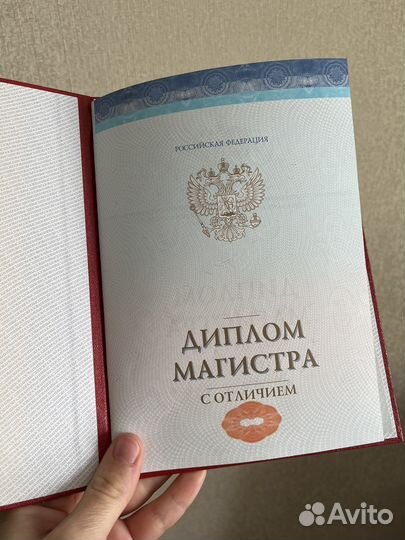 РОССИЙСКАЯ ФЕДЕРАЦИЯ
ДИПЛОМ
МАГИСТРА
С ОТЛИЧИЕМ
Avito